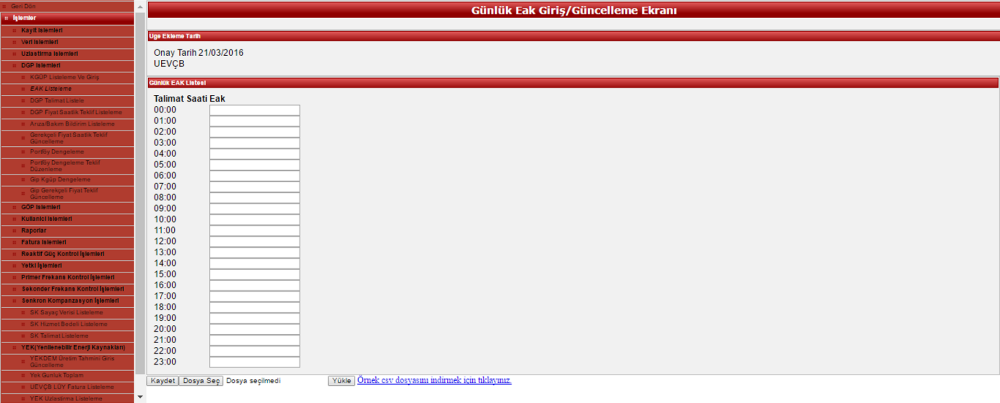 Geri Dön
İşlemler
Kayit Islemleri
Veri Islemleri
Uzlastirma Islemleri
DGP Islemleri
KGÜP Listeleme Ve Giriş
EAK Listeleme
DGP Talimat Listele
DGP Fiyat Saatlik Teklif Listeleme
Arıza/Bakım Bildirim Listeleme
Gerekçeli Fiyat Saatlik Teklif
Güncelleme
Portföy Dengeleme
Portföy Dengeleme Teklif
Düzenleme
Gip Kgüp Dengeleme
Gip Gerekçeli Fiyat Teklif
Güncelleme
GÖP Islemleri
Kullanici Islemleri
Raporlar
Fatura Islemleri
Reaktif Güç Kontrol İşlemleri
Yetki İşlemleri
Primer Frekans Kontrol İşlemleri
Sekonder Frekans Kontrol İşlemleri
Senkron Kompanzasyon İşlemleri
SK Sayaç Verisi Listeleme
SK Hizmet Bedeli Listeleme
SK Talimat Listeleme
YEK(Yenilenebilir Enerji Kaynakları)
YEKDEM Üretim Tahmini Giris
Güncelleme
Yek Gunluk Toplam
UEVÇB LÜY Fatura Listeleme
YEK Uzlastirma Listeleme
Günlük Eak Giriş/Güncelleme Ekranı
Uge Ekleme Tarih
Onay Tarih 21/03/2016
UEVÇB
Günlük EAK Listesi
Talimat Saati Eak
00:00
01:00
02:00
03:00
04:00
05:00
06:00
07:00
08:00
09:00
10:00
11:00
12:00
13:00
14:00
15:00
16:00
17:00
18:00
19:00
20:00
21:00
22:00
23:00
Kaydet Dosya Seç Dosya seçilmedi Yükle Örnek csv dosyasını indirmek için tıklayınız.